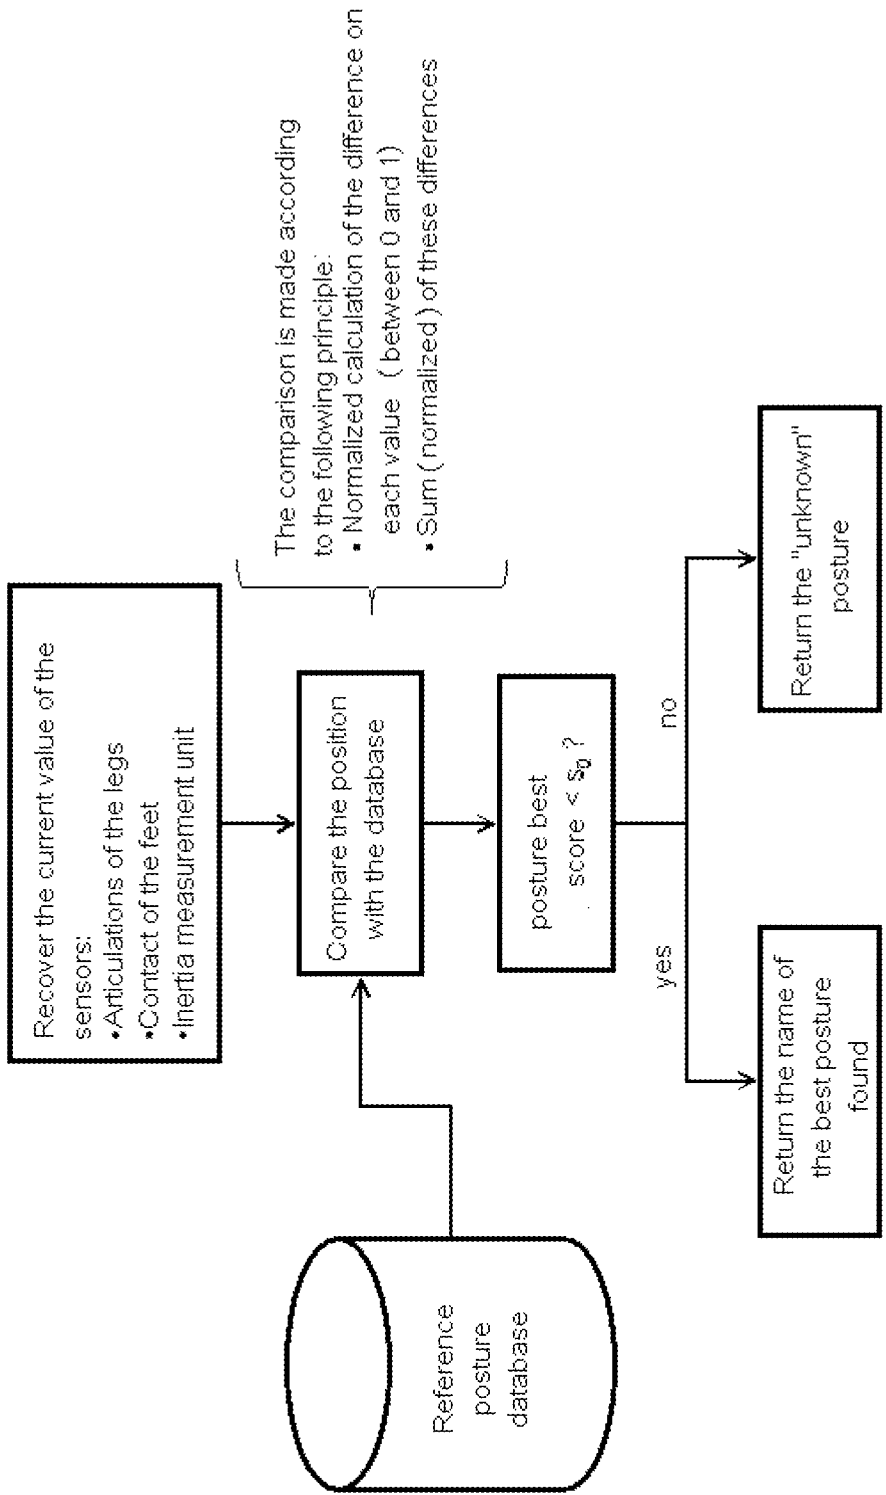 Recover the current value of the
sensors:
•Articulations of the legs
•Contact of the feet
•Inertia measurement unit
The comparison is made according
to the following principle:
• Normalized calculation of the difference on
each value ( between 0 and 1)
• Sum ( normalized ) of these differences
Reference
posture
database
Compare the position
with the database
posture best
score < S0 ?
yes
no
Return the name of
the best posture
found
Return the "unknown"
posture